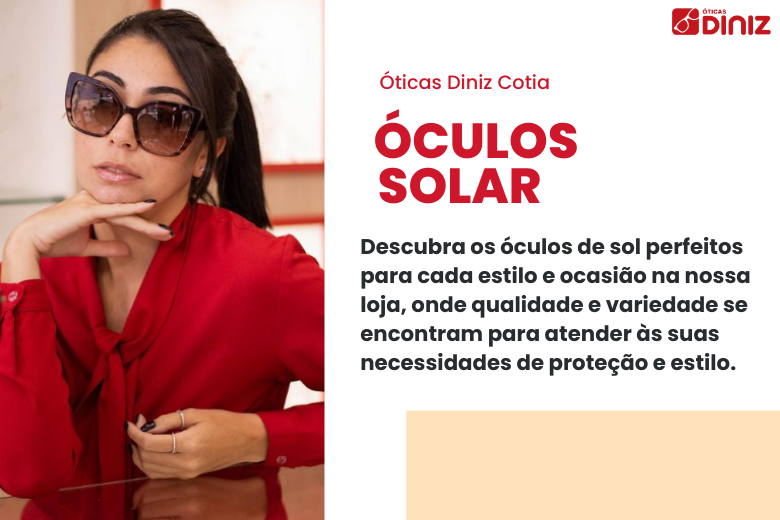 ÓTICAS
DINIZ
Óticas Diniz Cotia
ÓCULOS
SOLAR
Descubra os óculos de sol perfeitos
para cada estilo e ocasião na nossa
loja, onde qualidade e variedade se
encontram para atender às suas
necessidades de proteção e estilo.